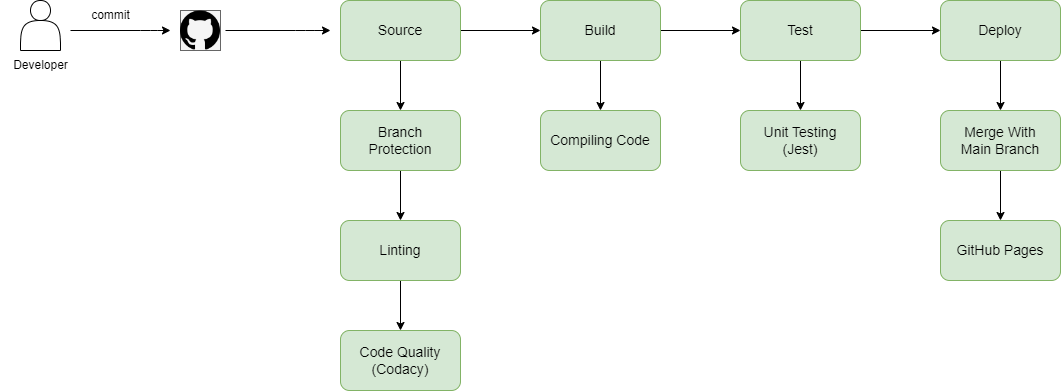 commit
Developer
Source
Build
Test
Deploy
Branch
Protection
Compiling Code
Unit Testing
(Jest)
Merge With
Main Branch
Linting
GitHub Pages
Code Quality
(Codacy)